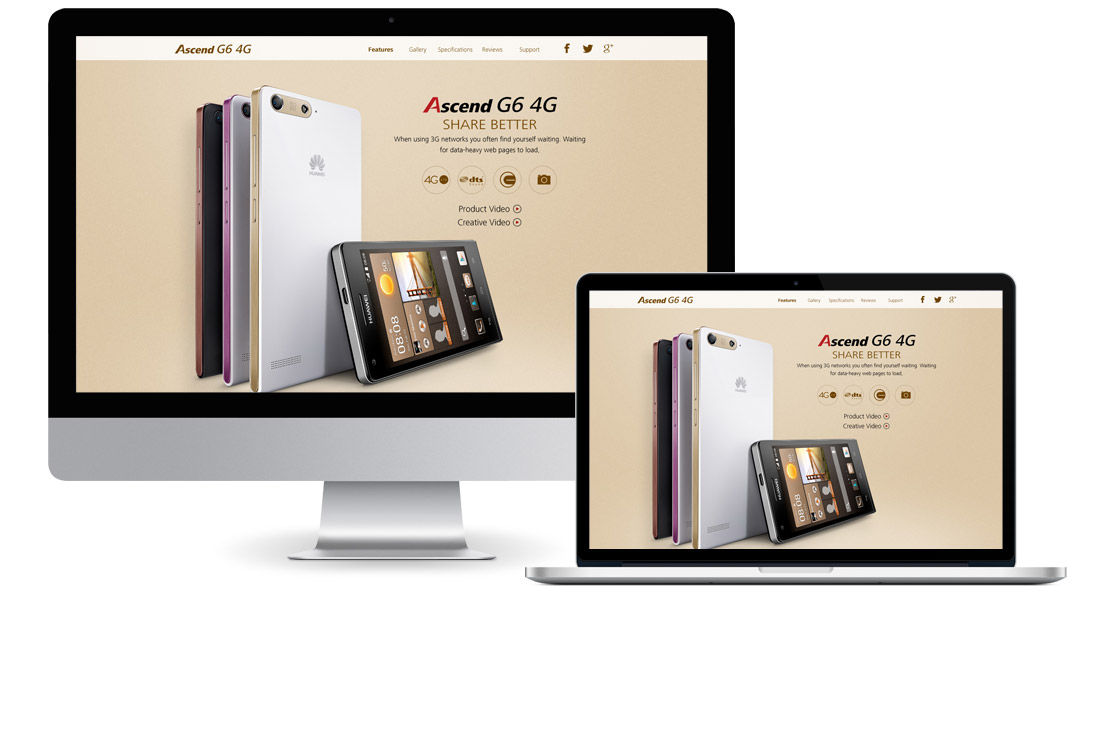 Ascend G6 4G Features Gallery Specifications Reviews Support f g+
Ascend G6 4G
SHARE BETTER
When using 3G networks you often find yourself waiting. Waiting
for data-heavy web pages to load,
4G dts
Product Video
Creative Video
HUAWEI
HUAWEI
08:08
Ascend G6 4G Features Gallery Specifications Reviews Support f g+
Ascend G6 4G
SHARE BETTER
When using 3G networks you often find yourself waiting. Waiting
for data-heavy web pages to load,
4G dts
Product Video
Creative Video
HUAWEI
HUAWEI
08:08